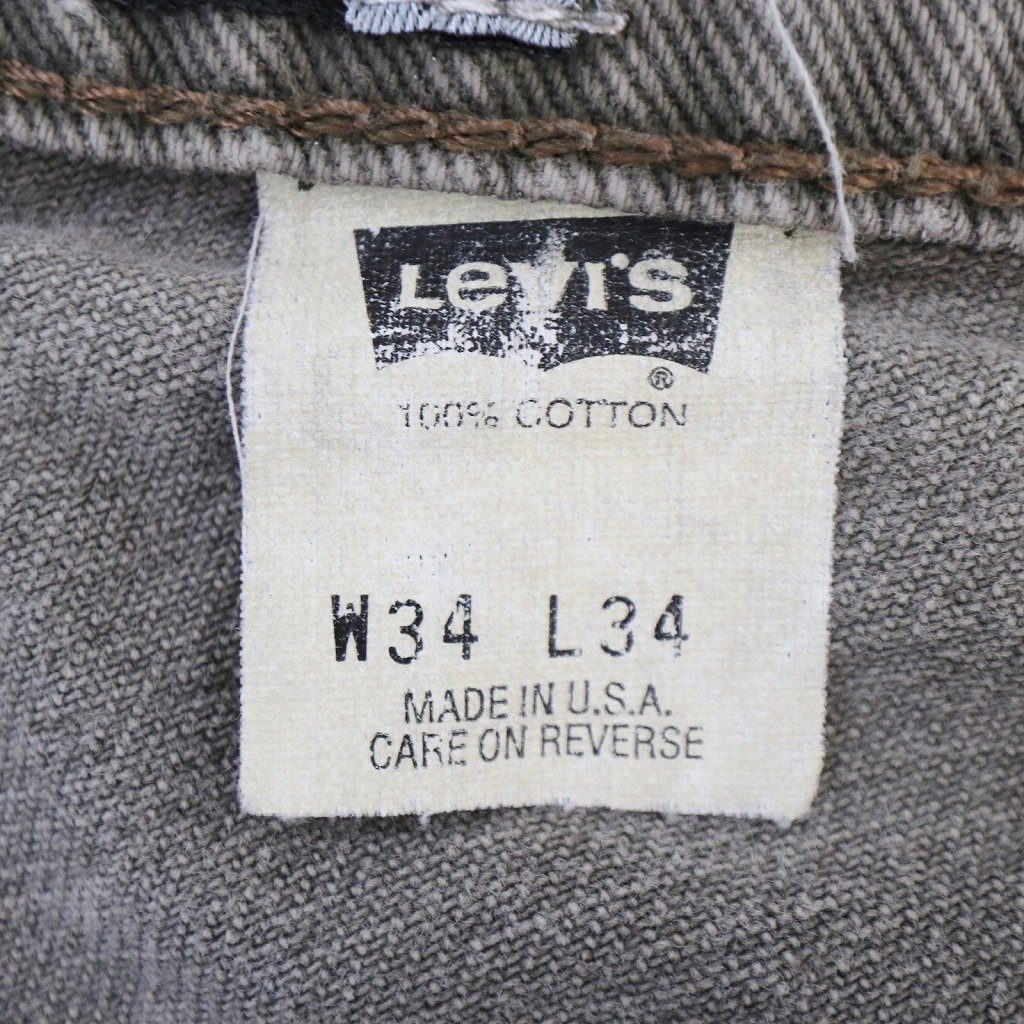 Levi's
®
100% COTTON
W34 L34
MADE IN U.S.A.
CARE ON REVERSE